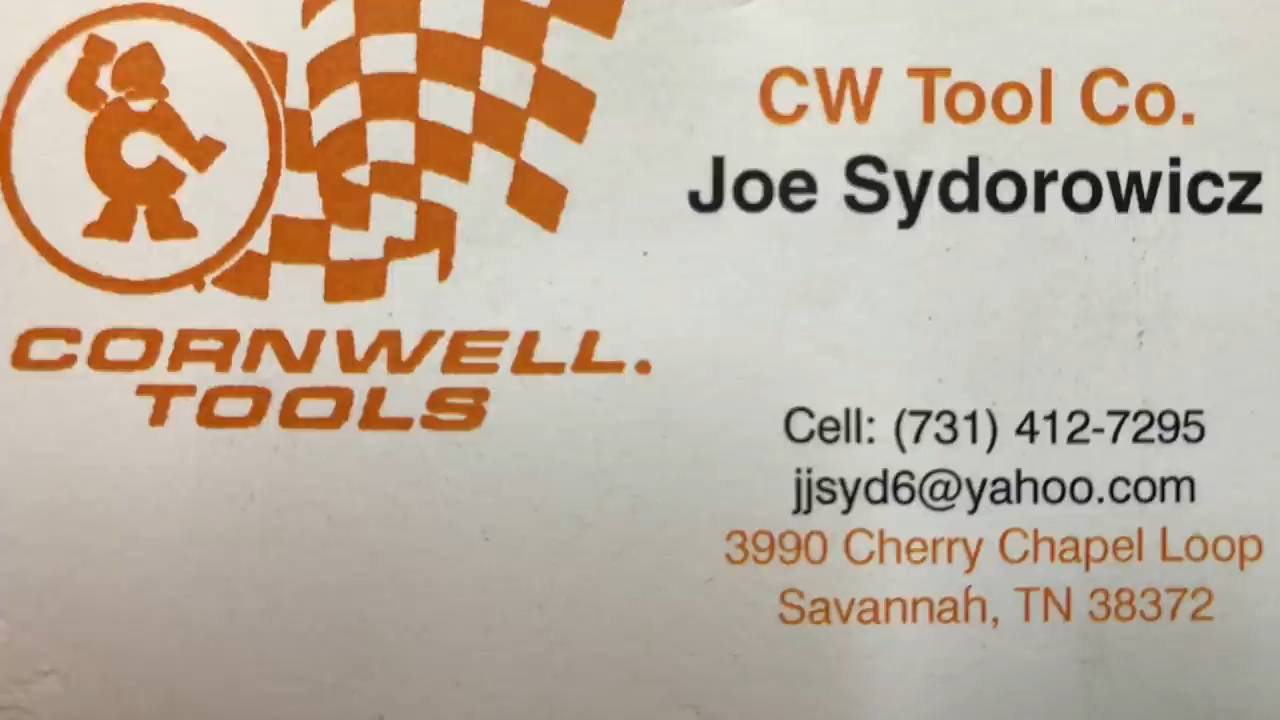 CORNWELL.
TOOLS
CW Tool Co.
Joe Sydorowicz
Cell: (731) 412-7295
jjsyd6@yahoo.com
3990 Cherry Chapel Loop
Savannah, TN 38372